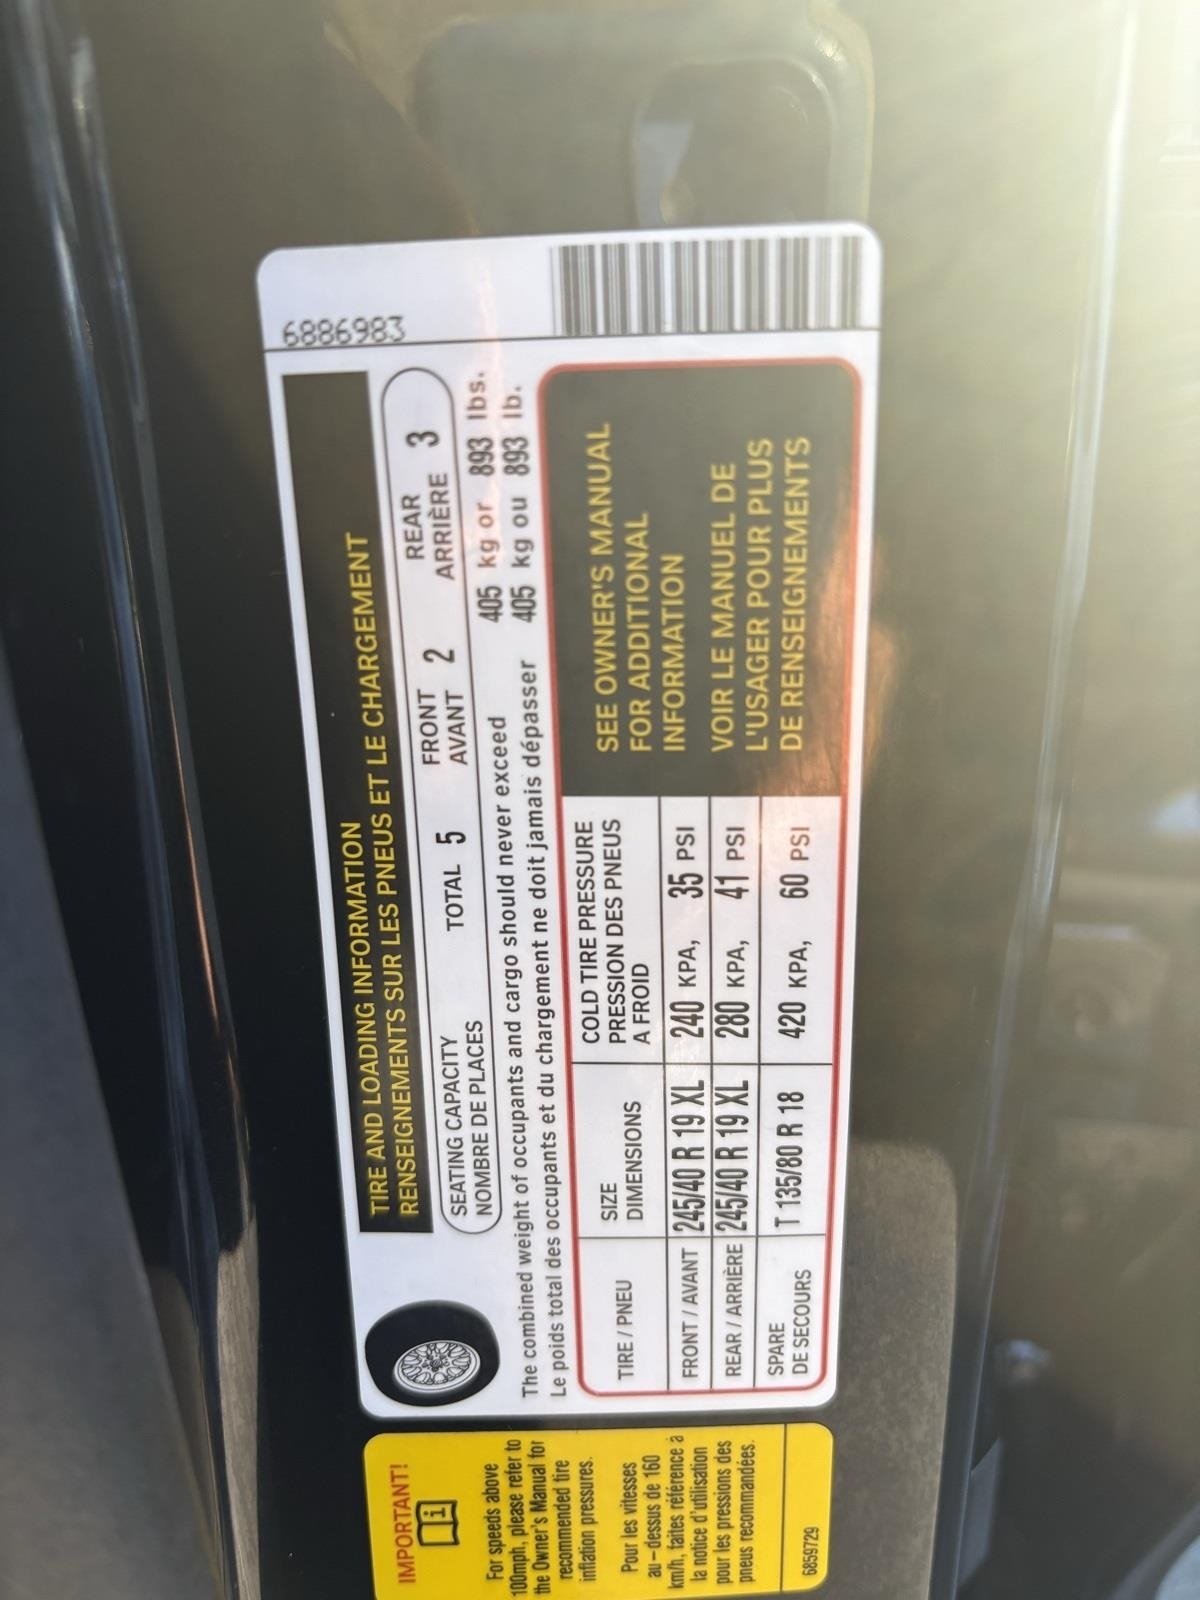 6886983
TIRE AND LOADING INFORMATION
RENSEIGNEMENTS SUR LES PNEUS ET LE CHARGEMENT
SEATING CAPACITY
NOMBRE DE PLACES
TOTAL 5
FRONT
AVANT 2
REAR
ARRIÈRE 3
The combined weight of occupants and cargo should never exceed 405 kg or 893 lbs.
Le poids total des occupants et du chargement ne doit jamais dépasser 405 kg ou 893 lb.
TIRE / PNEU
SIZE
DIMENSIONS
COLD TIRE PRESSURE
PRESSION DES PNEUS
A FROID
FRONT / AVANT 245/40 R 19 XL 240 KPA, 35 PSI
REAR / ARRIÈRE 245/40 R 19 XL 280 KPA, 41 PSI
SPARE
DE SECOURS T 135/80 R 18 420 KPA, 60 PSI
SEE OWNER'S MANUAL
FOR ADDITIONAL
INFORMATION
VOIR LE MANUEL DE
L'USAGER POUR PLUS
DE RENSEIGNEMENTS
IMPORTANT!
i
For speeds above
100mph, please refer to
the Owner's Manual for
recommended tire
inflation pressures.
Pour les vitesses
au-dessus de 160
km/h, faites référence à
la notice d'utilisation
pour les pressions des
pneus recommandées.
6859729